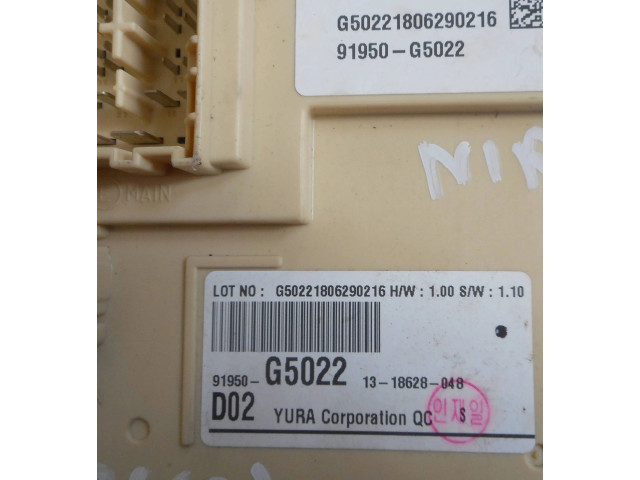 G50221806290216
91950-G5022
NIR
MAIN
LOT NO : G50221806290216 H/W : 1.00 S/W : 1.10
91950-G5022 13-18628-048
D02 YURA Corporation QC S
인재일